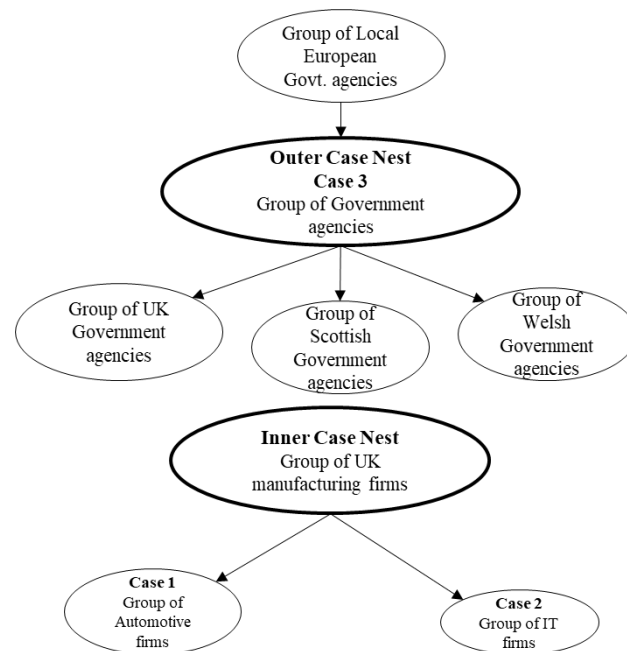 Group of Local
European
Govt. agencies
Outer Case Nest
Case 3
Group of Government
agencies
Group of UK
Government
agencies
Group of
Scottish
Government
agencies
Group of
Welsh
Government
agencies
Inner Case Nest
Group of UK
manufacturing firms
Case 1
Group of
Automotive
firms
Case 2
Group of IT
firms